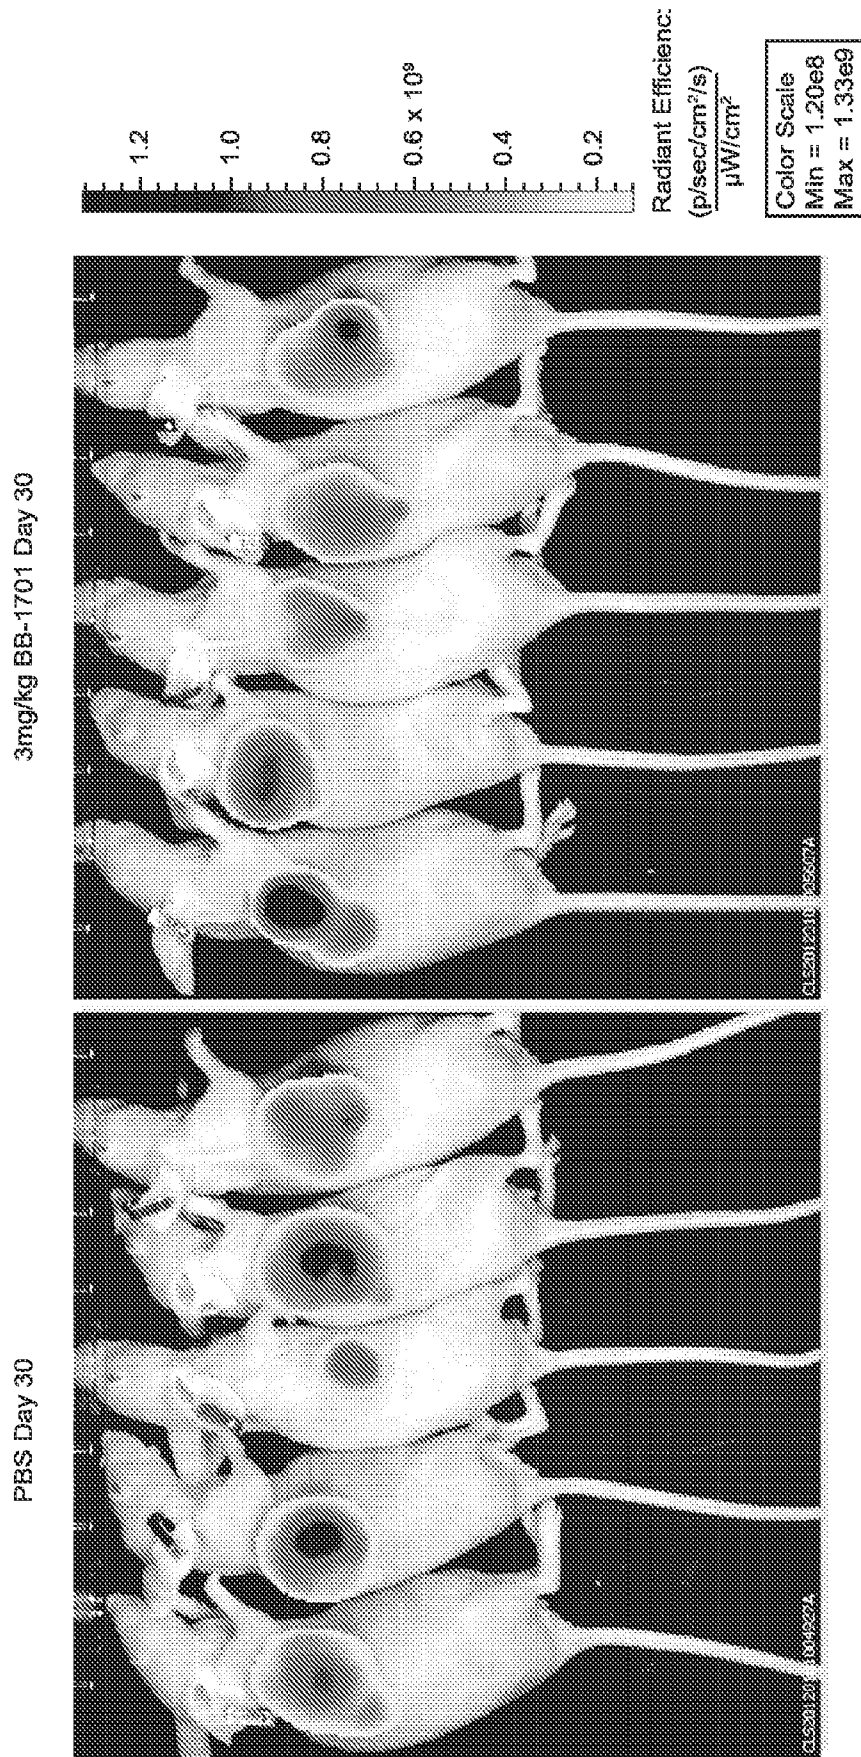 PBS Day 30
3mg/kg BB-1701 Day 30
1.2
1.0
0.8
0.6 x 10⁹
0.4
0.2
Radiant Efficienc
(p/sec/cm²/s)
µW/cm²
Color Scale
Min = 1.20e8
Max = 1.33e9